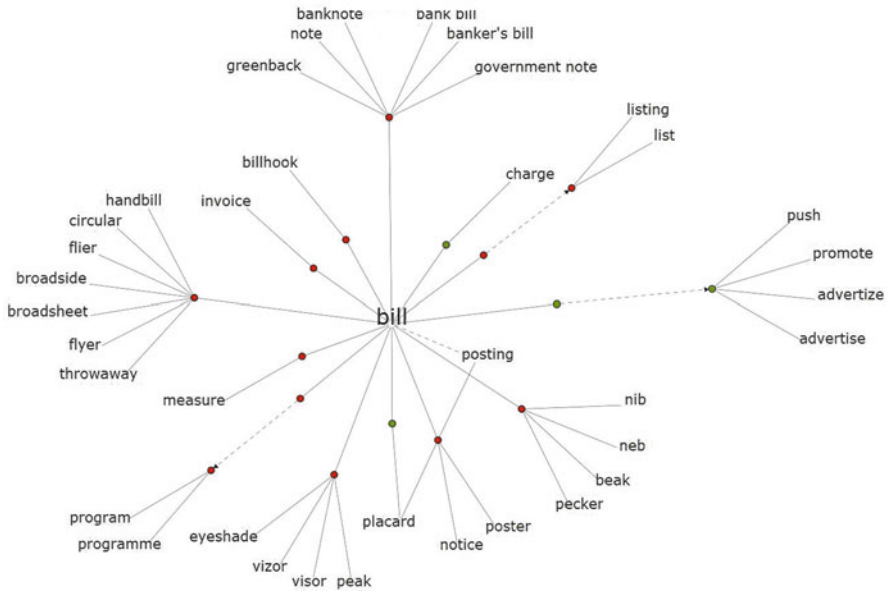 banknote
bank bill
note
banker's bill
greenback
government note
listing
list
billhook
charge
invoice
handbill
circular
flier
broadside
broadsheet
flyer
throwaway
push
promote
advertize
advertise
bill
posting
measure
nib
neb
beak
pecker
program
programme
eyeshade
placard
poster
notice
vizor
visor
peak